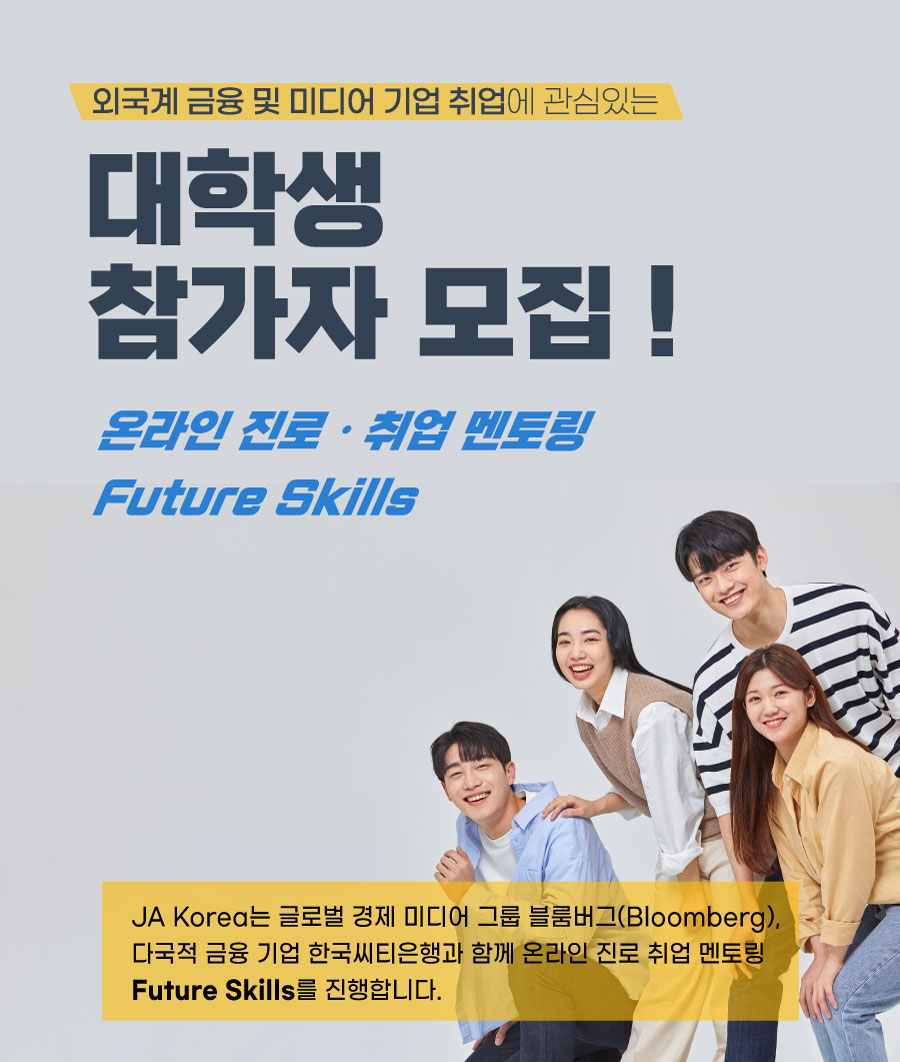 외국계 금융 및 미디어 기업 취업에 관심있는
대학생
참가자 모집 !
온라인 진로 · 취업 멘토링
Future Skills
JA Korea는 글로벌 경제 미디어 그룹 블룸버그(Bloomberg),
다국적 금융 기업 한국씨티은행과 함께 온라인 진로 취업 멘토링
Future Skills를 진행합니다.